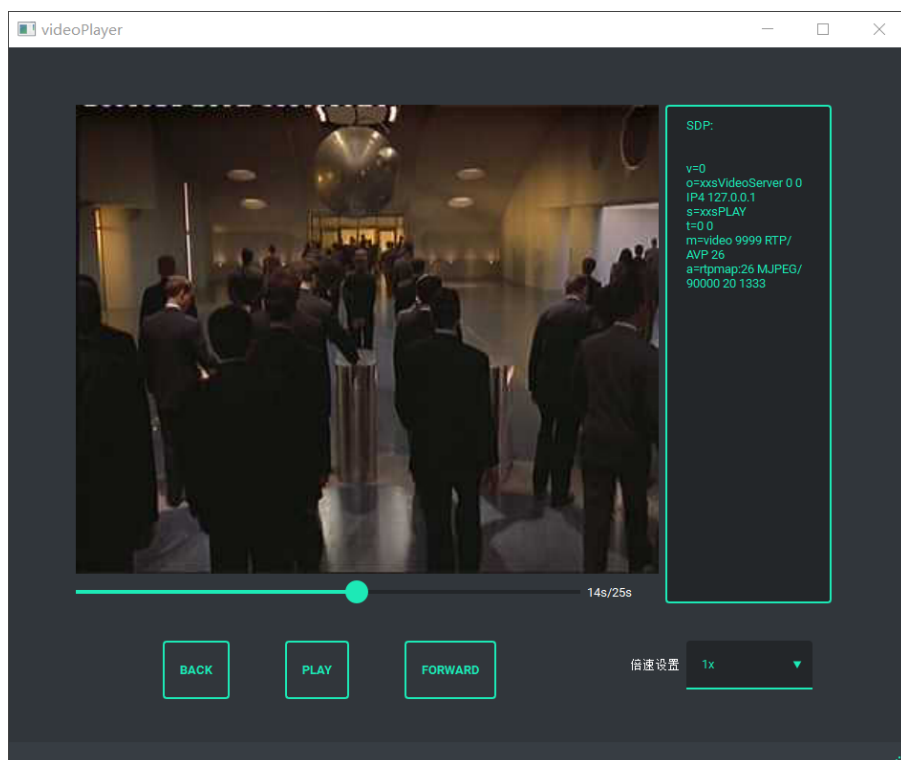 videoPlayer
SDP:
v=0
o=xxsVideoServer 0 0
IP4 127.0.0.1
s=xxsPLAY
t=0 0
m=video 9999 RTP/
AVP 26
a=rtpmap:26 MJPEG/
90000 20 1333
14s/25s
BACK
PLAY
FORWARD
倍速设置
1x